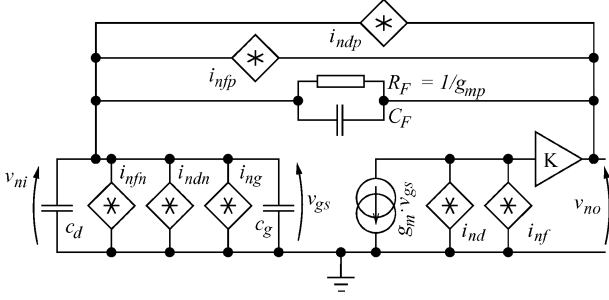 i_ndp
i_nfp
R_F = 1/g_mp
C_F
v_ni
i_nfn
i_ndn
i_ng
v_gs
c_d
c_g
g_m·v_gs
i_nd
i_nf
K
v_no